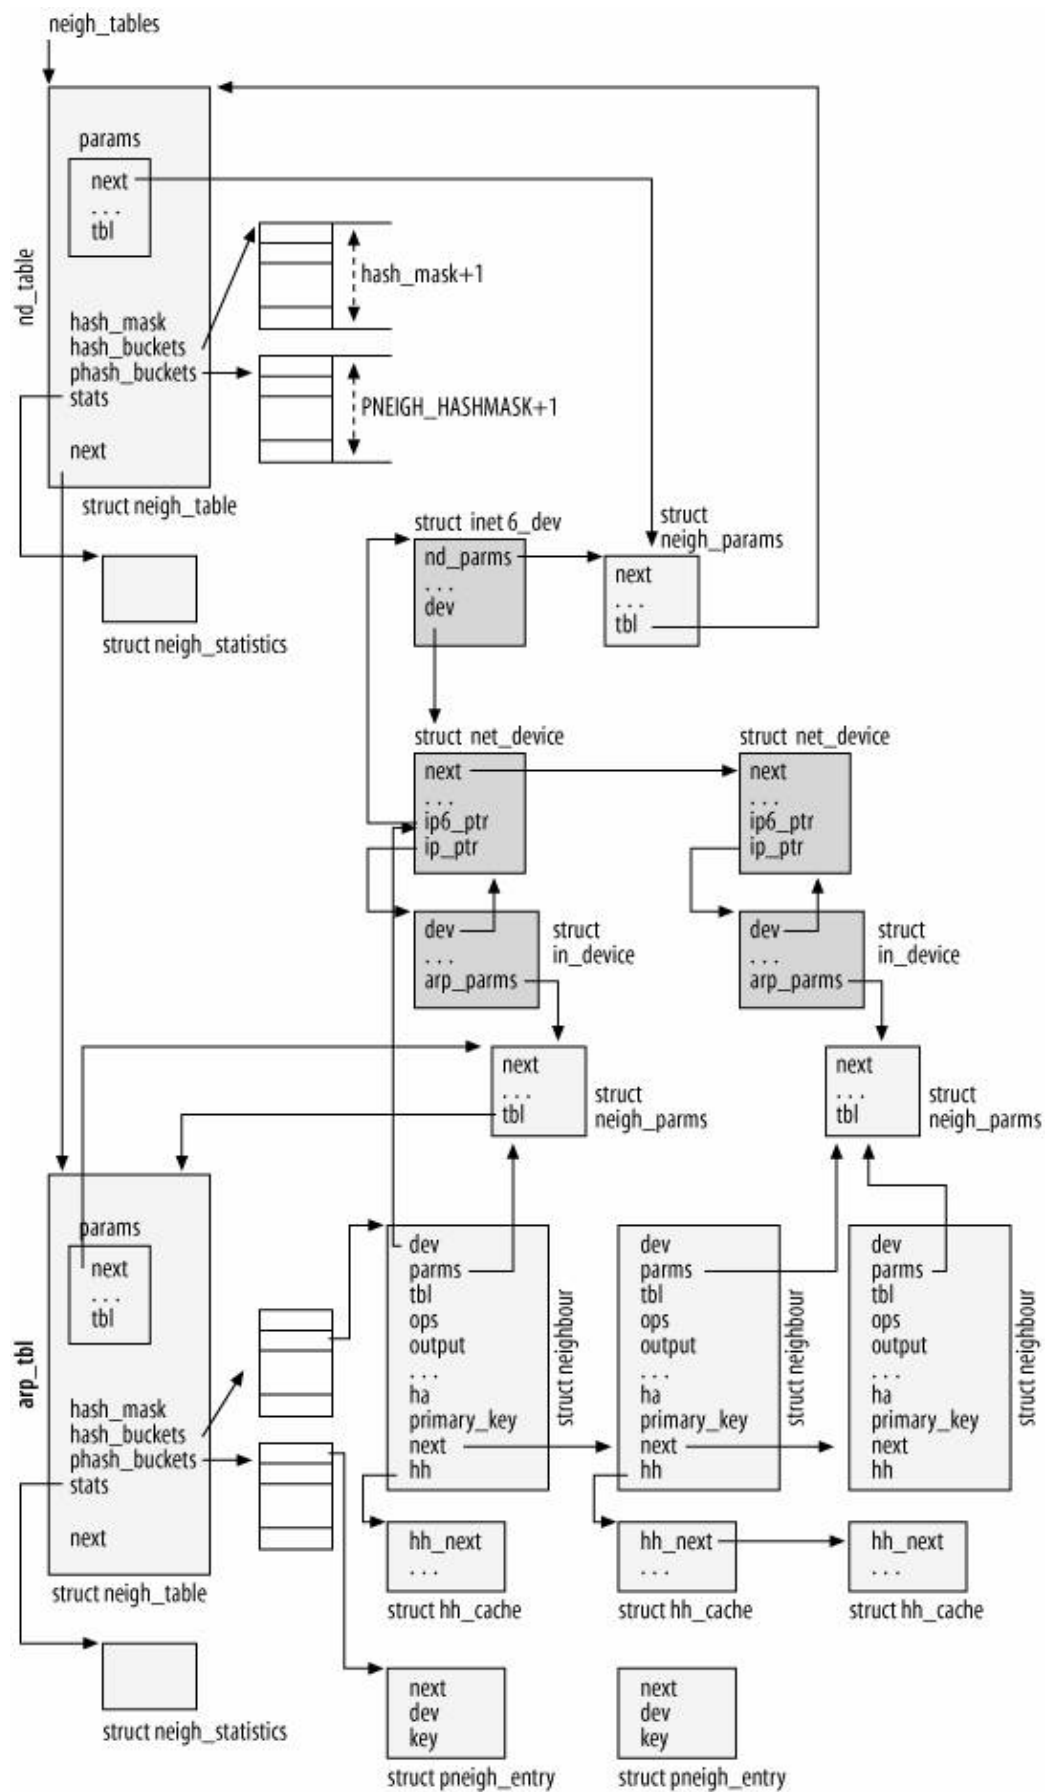 neigh_tables
params
next
. . .
tbl
nd_table
hash_mask
hash_buckets
phash_buckets
stats
next
hash_mask+1
PNEIGH_HASHMASK+1
struct neigh_table
struct neigh_statistics
struct inet 6_dev
nd_parms
. . .
dev
struct
neigh_params
next
. . .
tbl
struct net_device
next
. . .
ip6_ptr
ip_ptr
struct net_device
next
. . .
ip6_ptr
ip_ptr
dev
. . .
arp_parms
struct
in_device
dev
. . .
arp_parms
struct
in_device
next
. . .
tbl
struct
neigh_parms
next
. . .
tbl
struct
neigh_parms
params
next
. . .
tbl
arp_tbl
hash_mask
hash_buckets
phash_buckets
stats
next
struct neigh_table
struct neigh_statistics
dev
parms
tbl
ops
output
. . .
ha
primary_key
next
hh
struct neighbour
dev
parms
tbl
ops
output
. . .
ha
primary_key
next
hh
struct neighbour
dev
parms
tbl
ops
output
. . .
ha
primary_key
next
hh
struct neighbour
hh_next
. . .
struct hh_cache
hh_next
. . .
struct hh_cache
hh_next
. . .
struct hh_cache
next
dev
key
struct pneigh_entry
next
dev
key
struct pneigh_entry